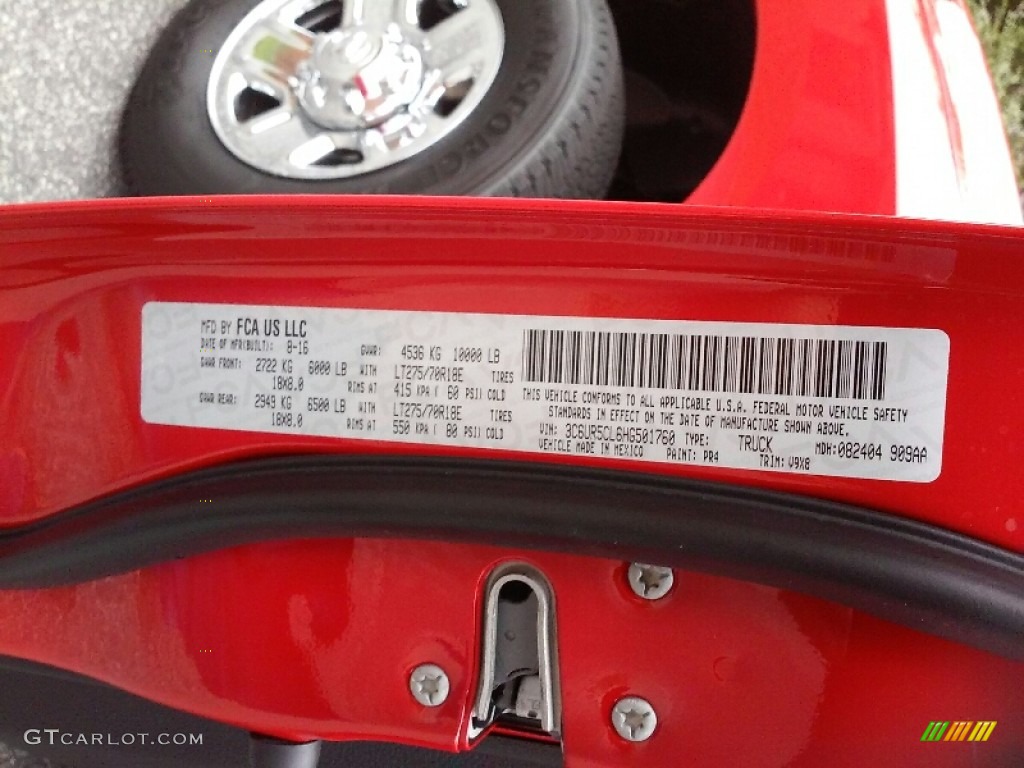 TRANSFORCE
MFD BY FCA US LLC
DATE OF MFR(BUILT): 8-16 GVWR: 4536 KG 10000 LB
GAWR FRONT: 2722 KG 6000 LB WITH LT275/70R18E TIRES
18X8.0 RIMS AT 415 KPA ( 60 PSI) COLD
GAWR REAR: 2949 KG 6500 LB WITH LT275/70R18E TIRES
18X8.0 RIMS AT 550 KPA ( 80 PSI) COLD
THIS VEHICLE CONFORMS TO ALL APPLICABLE U.S.A. FEDERAL MOTOR VEHICLE SAFETY
STANDARDS IN EFFECT ON THE DATE OF MANUFACTURE SHOWN ABOVE.
VIN: 3C6UR5CL6HG501760 TYPE: TRUCK MDH:082404 909AA
VEHICLE MADE IN MEXICO PAINT: PR4 TRIM: V9X8
GTCARLOT.COM